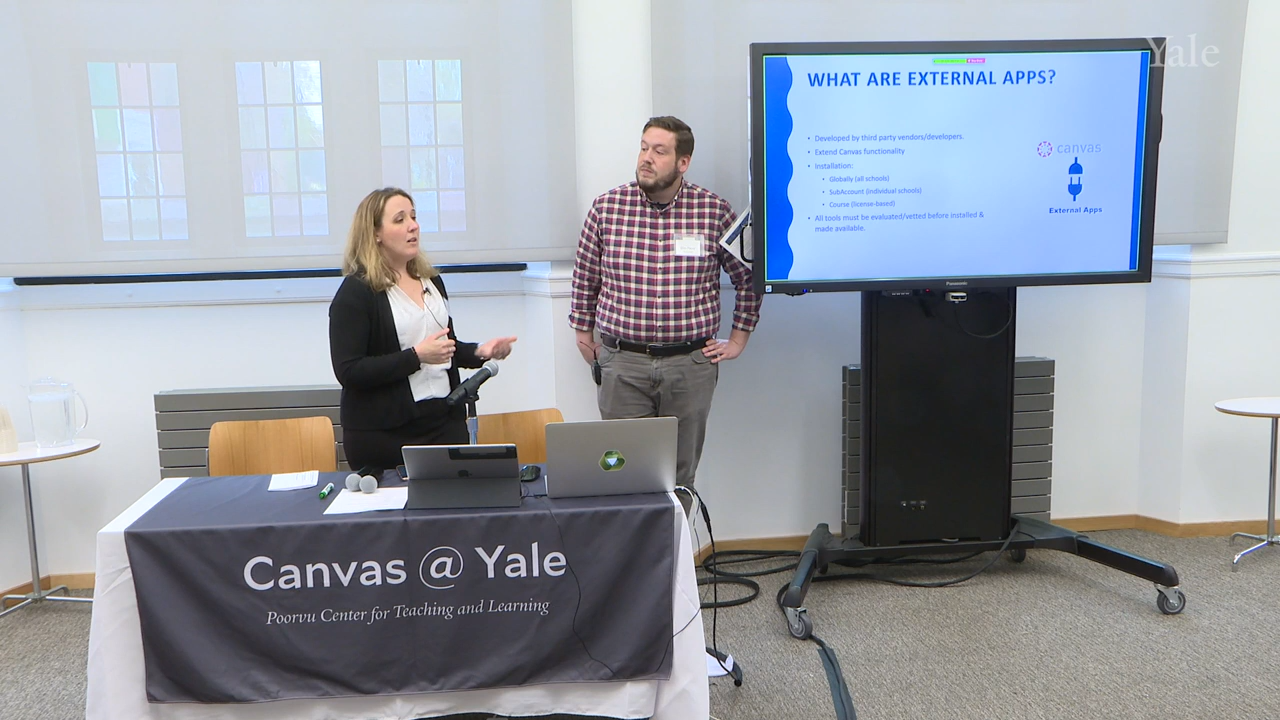 Yale
WHAT ARE EXTERNAL APPS?
• Developed by third party vendors/developers.
• Extend Canvas functionality
• Installation:
• Globally (all schools)
• SubAccount (individual schools)
• Course (license-based)
• All tools must be evaluated/vetted before installed &
made available.
canvas
External Apps
Panasonic
Canvas @ Yale
Poorvu Center for Teaching and Learning